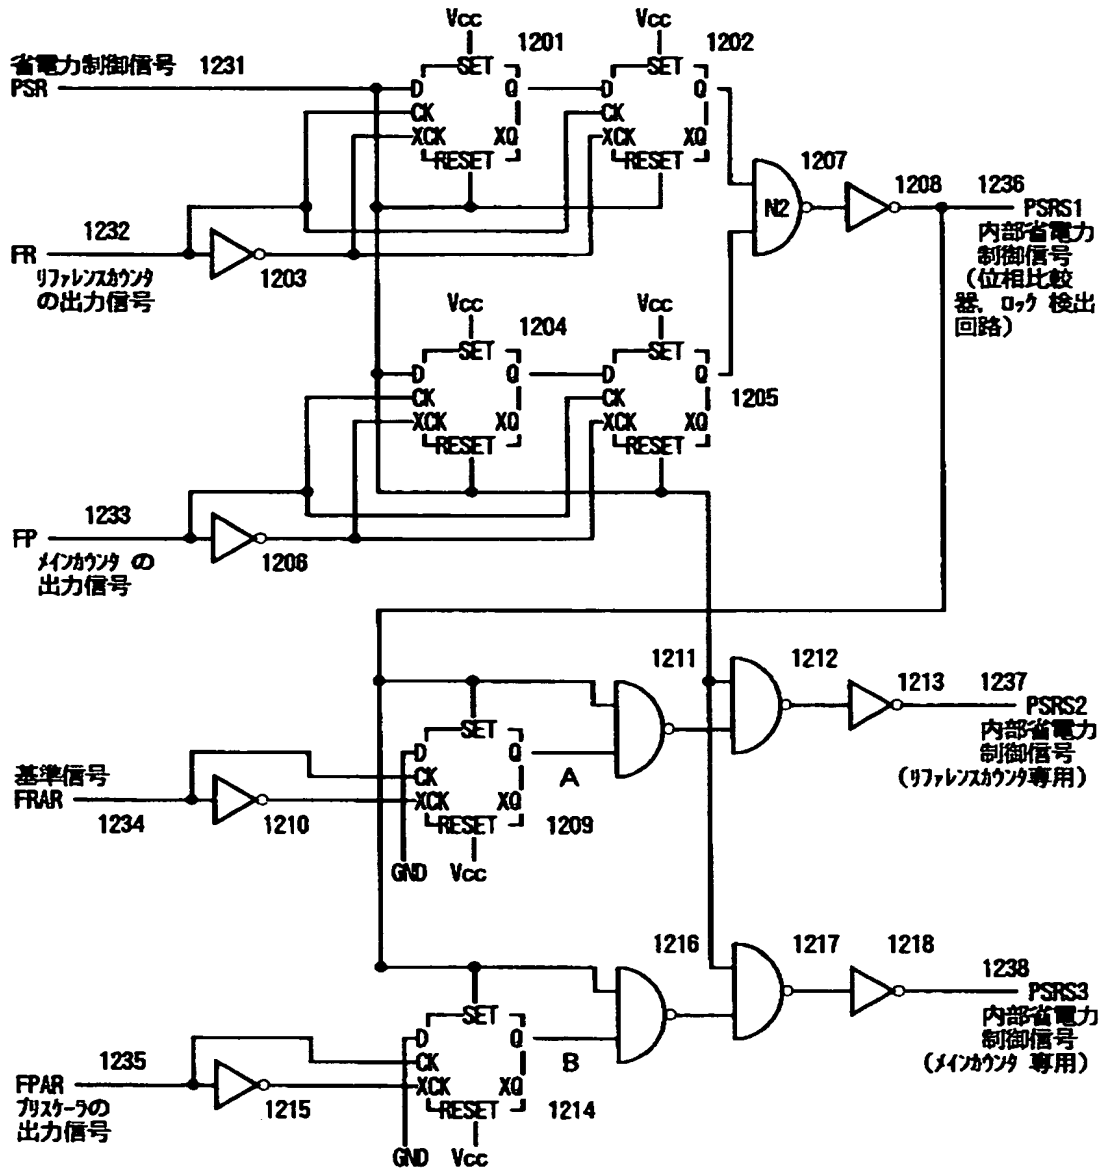 Vcc
Vcc
1201
1202
省電力制御信号 1231
PSR
SET
D Q
CK
XCK XQ
RESET
SET
D Q
CK
XCK XQ
RESET
1207
N2
1208
1236
PSRS1
内部省電力
制御信号
(位相比較
器, ロック 検出
回路)
1232
FR
リファレンスカウンタ
の出力信号
1203
Vcc
Vcc
1204
SET
D Q
CK
XCK XQ
RESET
SET
D Q
CK
XCK XQ
RESET
1205
1233
FP
メインカウンタ の
出力信号
1206
1211
1212
1213
1237
PSRS2
内部省電力
制御信号
(リファレンスカウンタ専用)
SET
D Q
CK
XCK XQ
RESET
A
基準信号
FRAR
1234
1210
1209
GND Vcc
1216
1217
1218
1238
PSRS3
内部省電力
制御信号
(メインカウンタ 専用)
SET
D Q
CK
XCK XQ
RESET
B
1235
FPAR
プリスケーラの
出力信号
1215
1214
GND Vcc